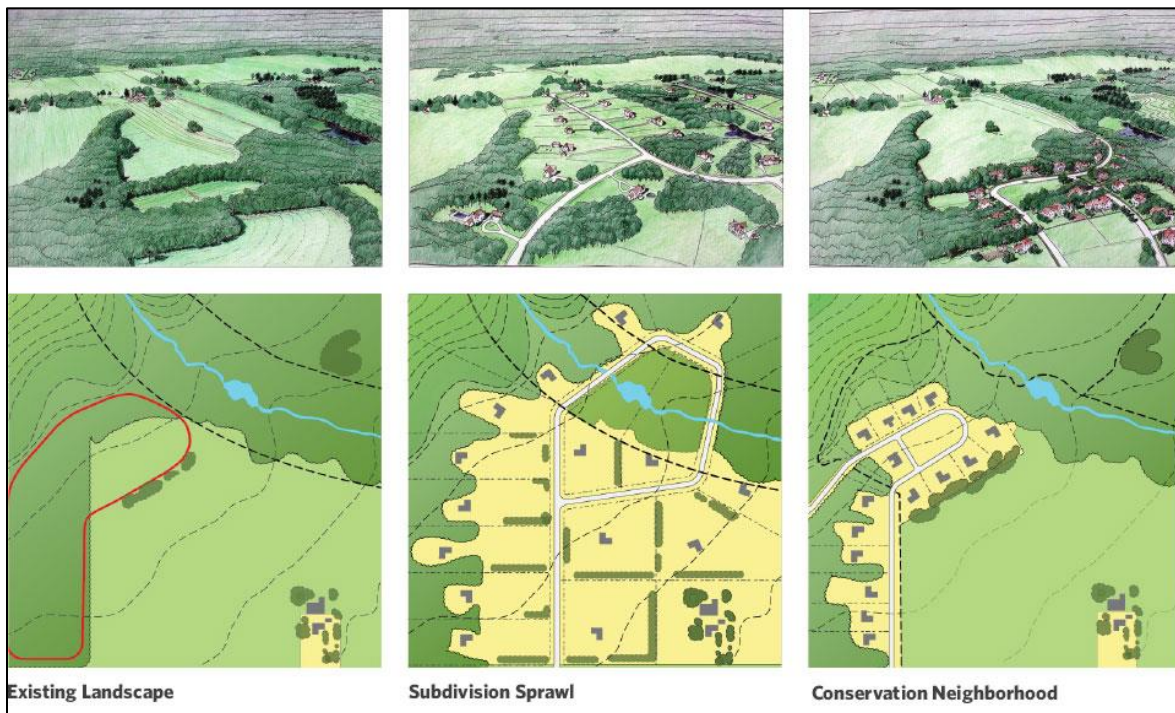 Existing Landscape
Subdivision Sprawl
Conservation Neighborhood